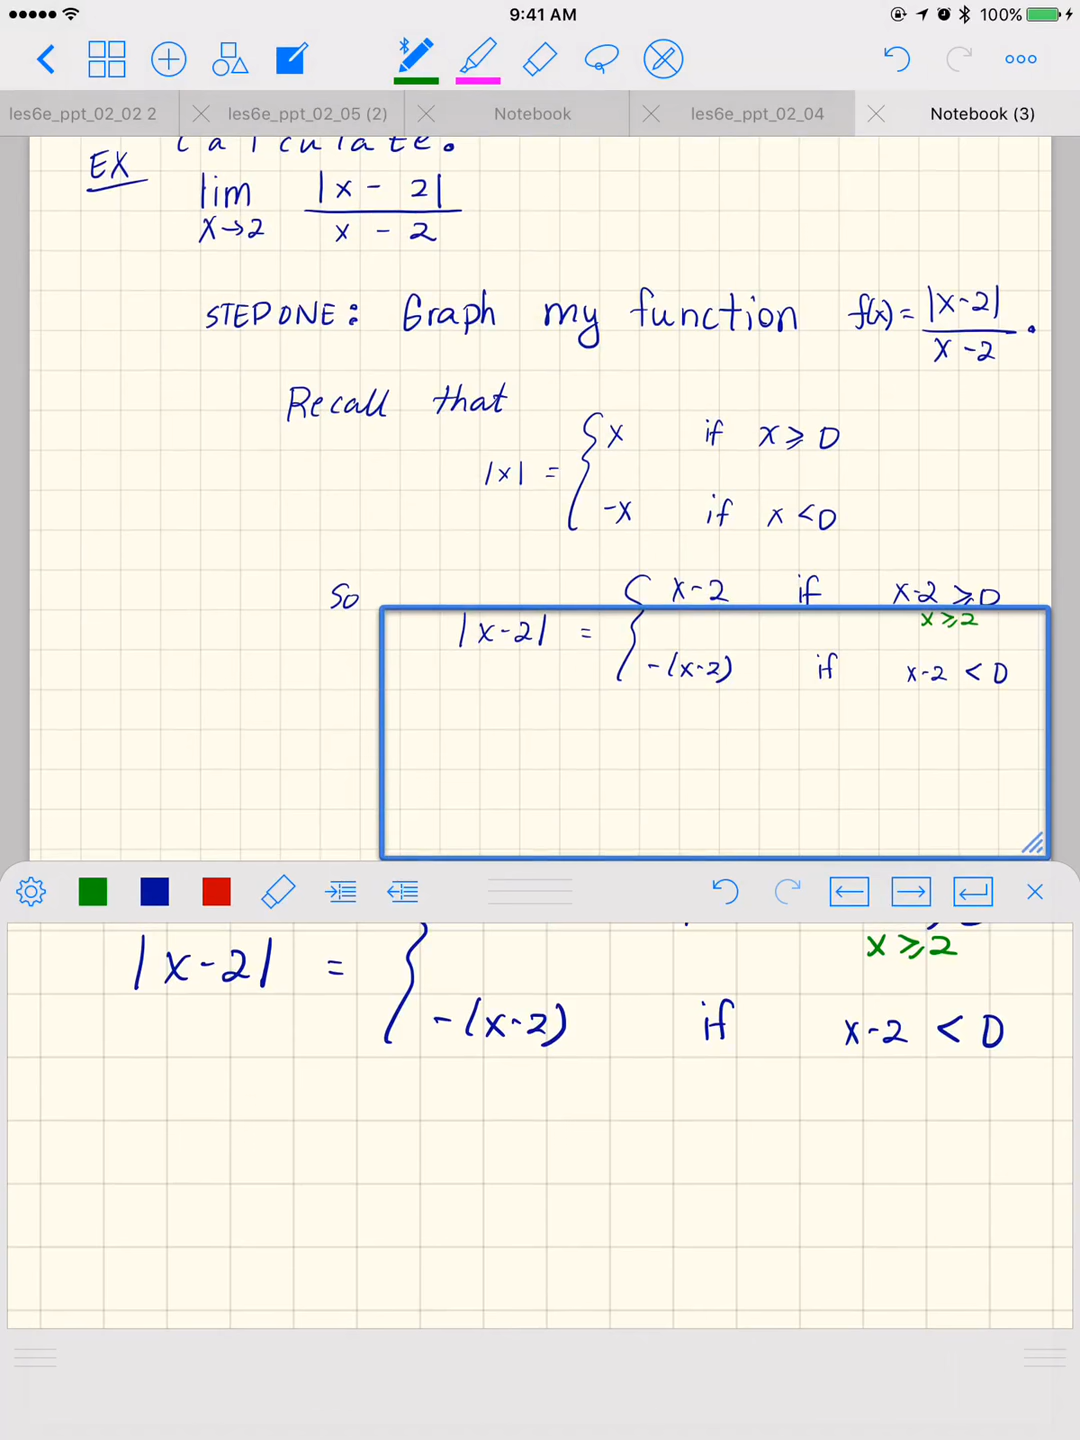 9:41 AM 100%
les6e_ppt_02_02 2 les6e_ppt_02_05 (2) Notebook les6e_ppt_02_04 Notebook (3)
Calculate.
EX
lim |x - 2|
x→2 x - 2
STEP ONE: Graph my function f(x) = |x-2|
x-2 .
Recall that
x if x ≥ 0
|x| = {
-x if x < 0
So x-2 if x-2 ≥ 0
x ≥ 2
|x-2| = {
-(x-2) if x-2 < 0
x ≥ 2
|x-2| = {
-(x-2) if x-2 < 0